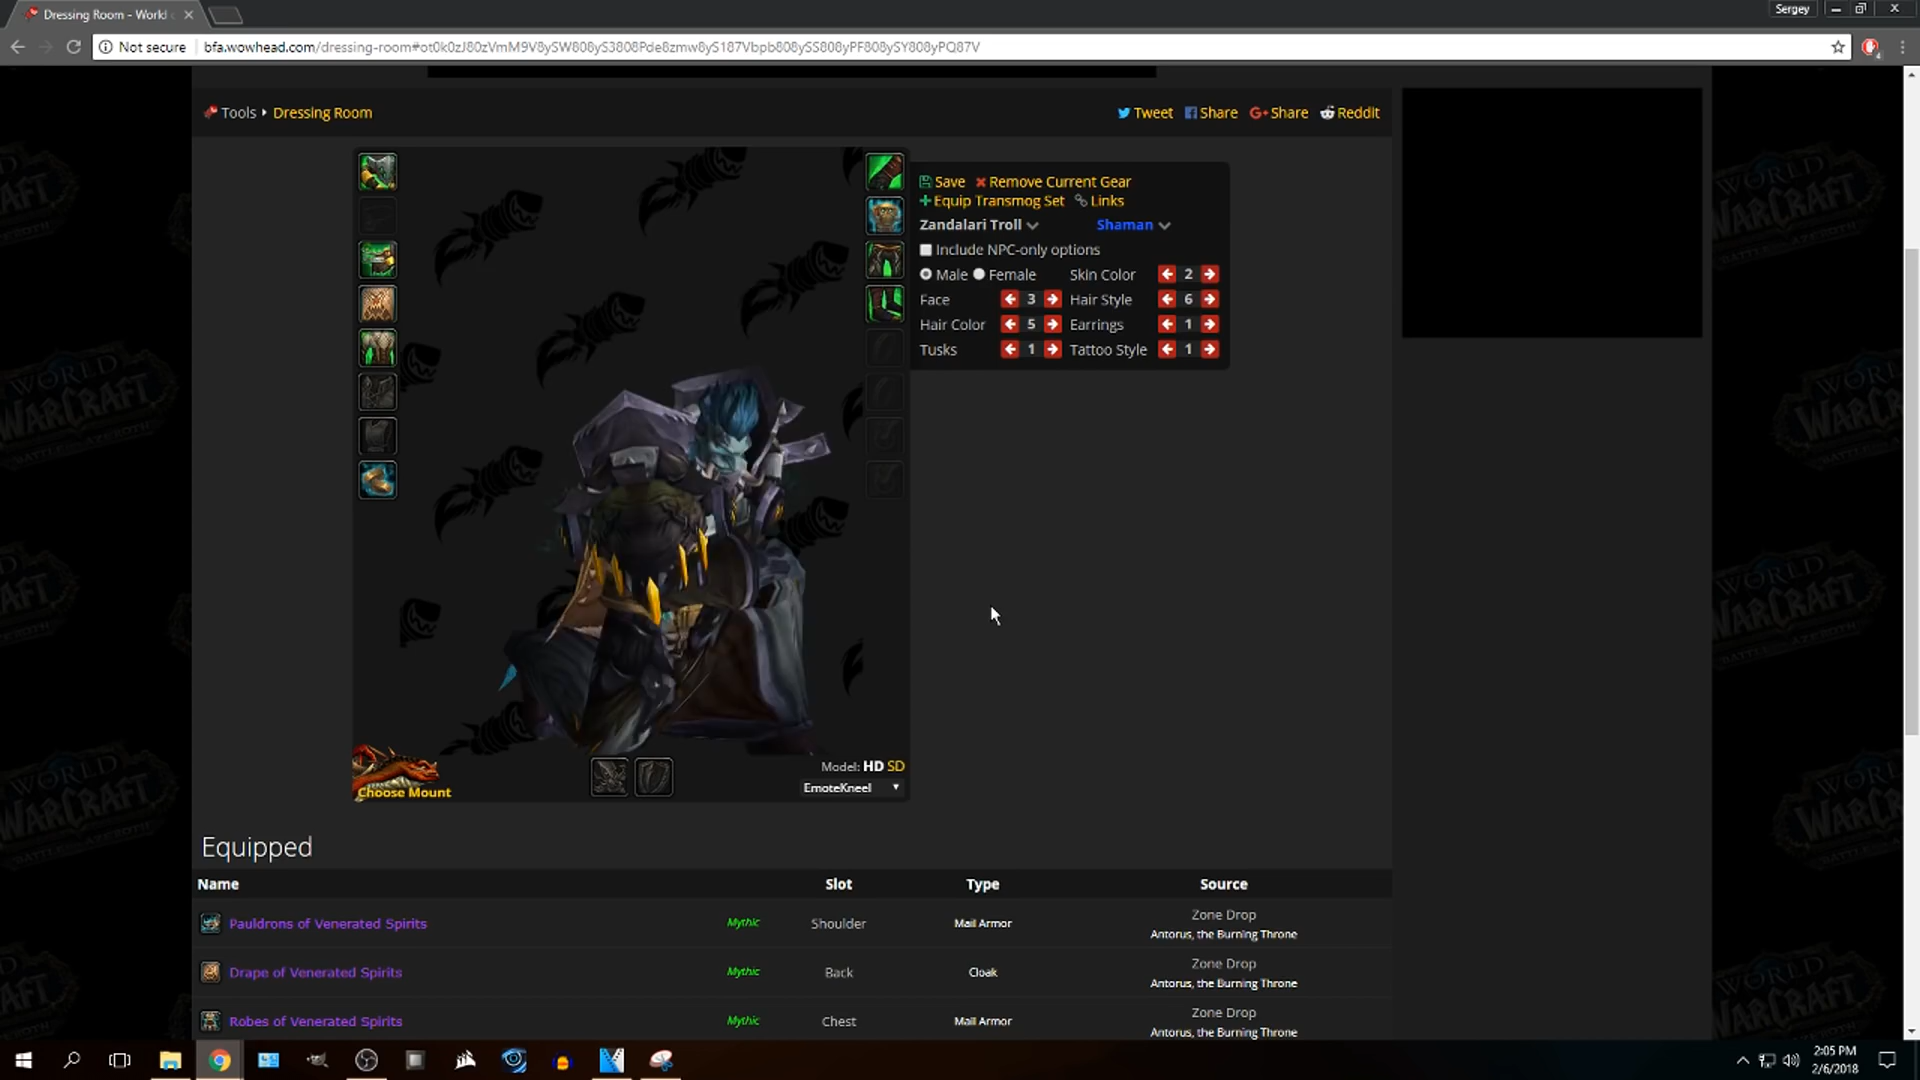 Dressing Room - World
Sergey
Not secure
bfa.wowhead.com/dressing-room#ot0k0zJ80zVmM9V8ySW808yS3808Pde8zmw8yS187Vbpb808ySS808yPF808ySY808yPQ87V
4
Tools
Dressing Room
Tweet
Share
Share
Reddit
Save
Remove Current Gear
Equip Transmog Set
Links
Zandalari Troll
Shaman
Include NPC-only options
Male
Female
Skin Color
2
Face
3
Hair Style
6
Hair Color
5
Earrings
1
Tusks
1
Tattoo Style
1
Choose Mount
Model: HD SD
EmoteKneel
Equipped
Name
Slot
Type
Source
Pauldrons of Venerated Spirits
Mythic
Shoulder
Mail Armor
Zone Drop
Antorus, the Burning Throne
Drape of Venerated Spirits
Mythic
Back
Cloak
Zone Drop
Antorus, the Burning Throne
Robes of Venerated Spirits
Mythic
Chest
Mail Armor
Zone Drop
Antorus, the Burning Throne
WORLD
WARCRAFT
BATTLE AZEROTH
2:05 PM
2/6/2018